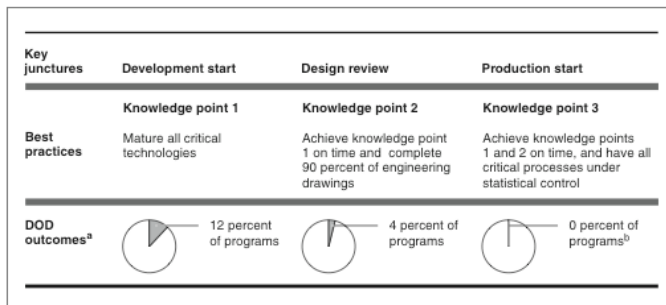 Key
junctures
Development start
Design review
Production start
Knowledge point 1
Knowledge point 2
Knowledge point 3
Best
practices
Mature all critical
technologies
Achieve knowledge point
1 on time and complete
90 percent of engineering
drawings
Achieve knowledge points
1 and 2 on time, and have all
critical processes under
statistical control
DOD
outcomesᵃ
12 percent
of programs
4 percent of
programs
0 percent of
programsᵇ